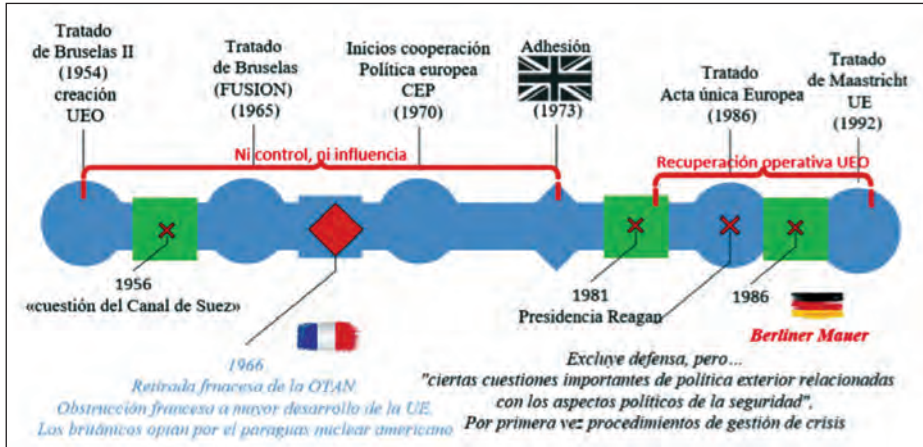 Tratado
de Bruselas II
(1954)
creación
UEO
Tratado
de Bruselas
(FUSION)
(1965)
Inicios cooperación
Política europea
CEP
(1970)
Adhesión
(1973)
Tratado
Acta única Europea
(1986)
Tratado
de Maastricht
UE
(1992)
Ni control, ni influencia
Recuperación operativa UEO
1956
«cuestión del Canal de Suez»
1981
Presidencia Reagan
1986
Berliner Mauer
1966
Retirada frnacesa de la OTAN
Obstrucción francesa a mayor desarrollo de la UE.
Los británicos optan por el paraguas nuclear americano
Excluye defensa, pero...
"ciertas cuestiones importantes de política exterior relacionadas
con los aspectos políticos de la seguridad",
Por primera vez procedimientos de gestión de crisis